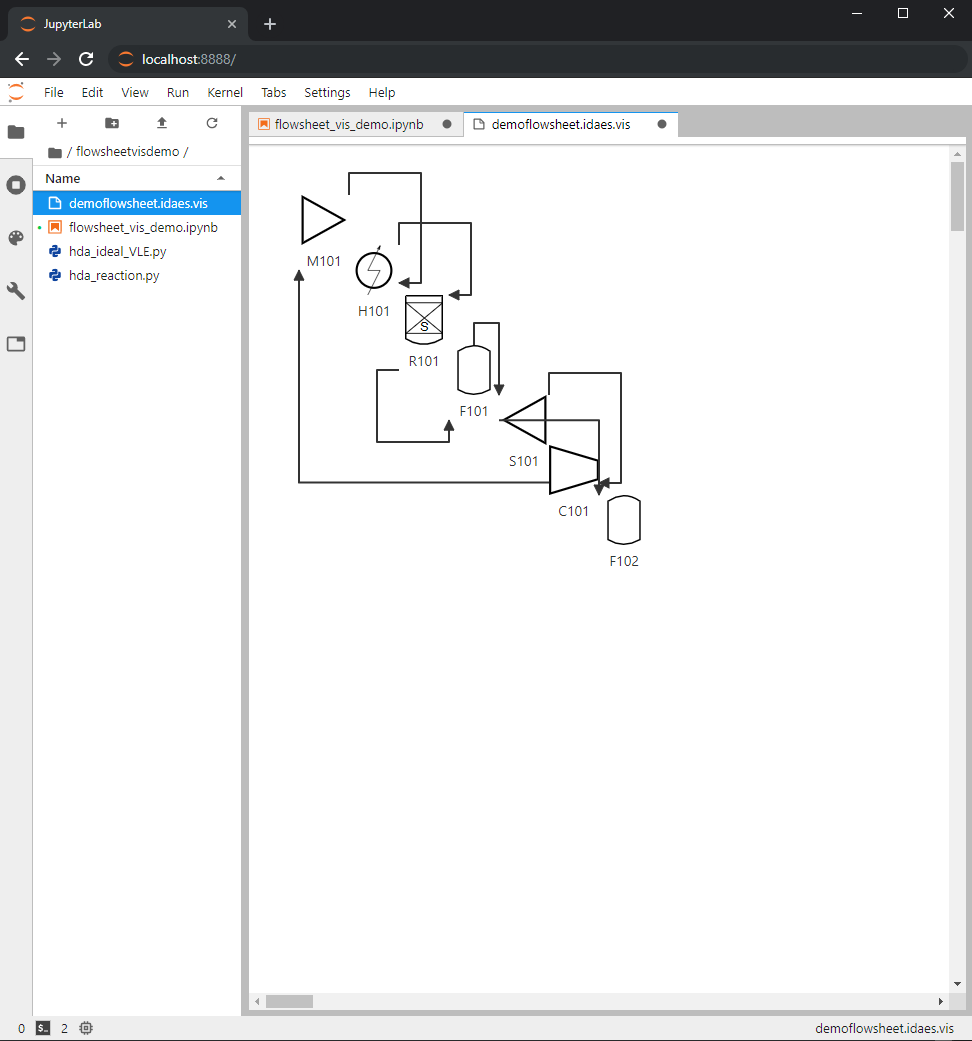 JupyterLab
localhost:8888/
File Edit View Run Kernel Tabs Settings Help
flowsheet_vis_demo.ipynb
demoflowsheet.idaes.vis
/ flowsheetvisdemo /
Name
demoflowsheet.idaes.vis
flowsheet_vis_demo.ipynb
hda_ideal_VLE.py
hda_reaction.py
M101
H101
S
R101
F101
S101
C101
F102
0 $_ 2
demoflowsheet.idaes.vis